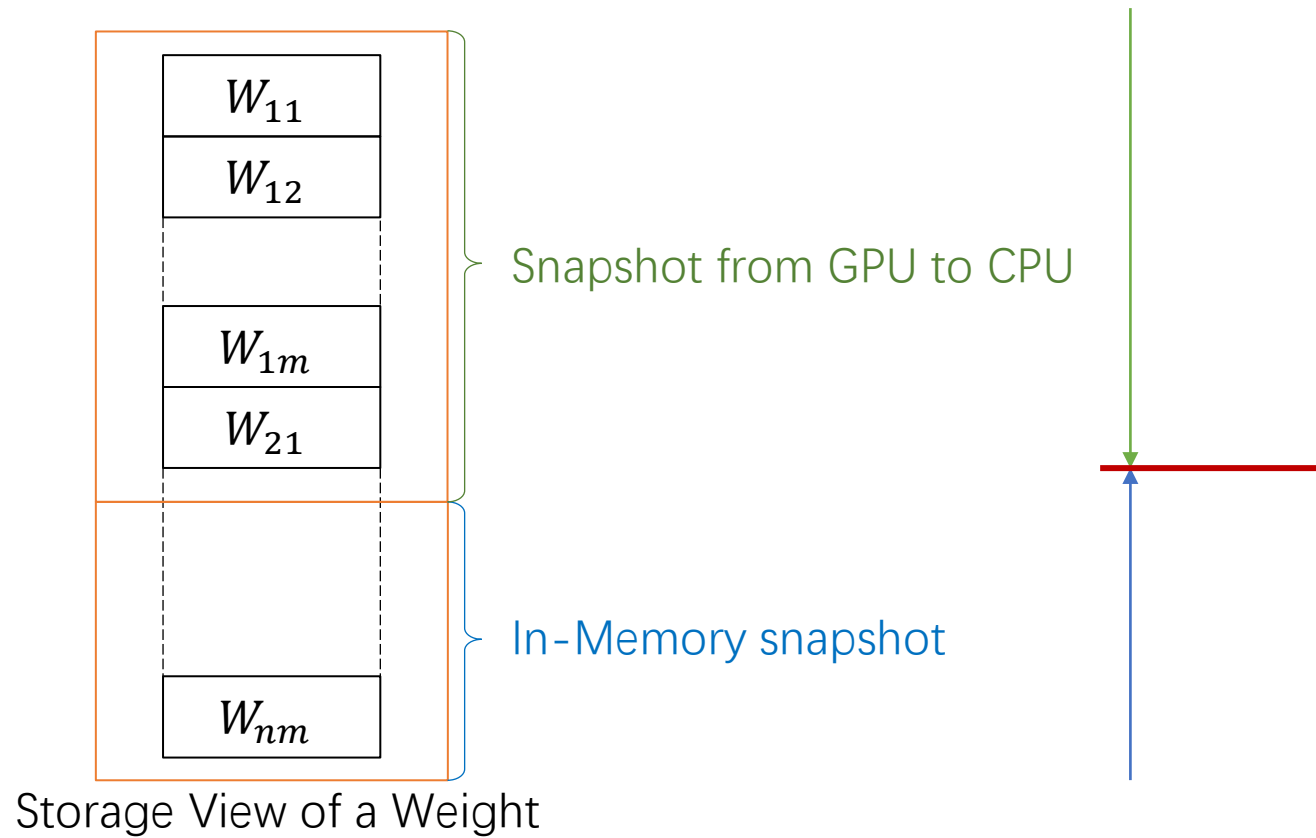 W₁₁
W₁₂
Snapshot from GPU to CPU
W₁ₘ
W₂₁
In-Memory snapshot
Wₙₘ
Storage View of a Weight